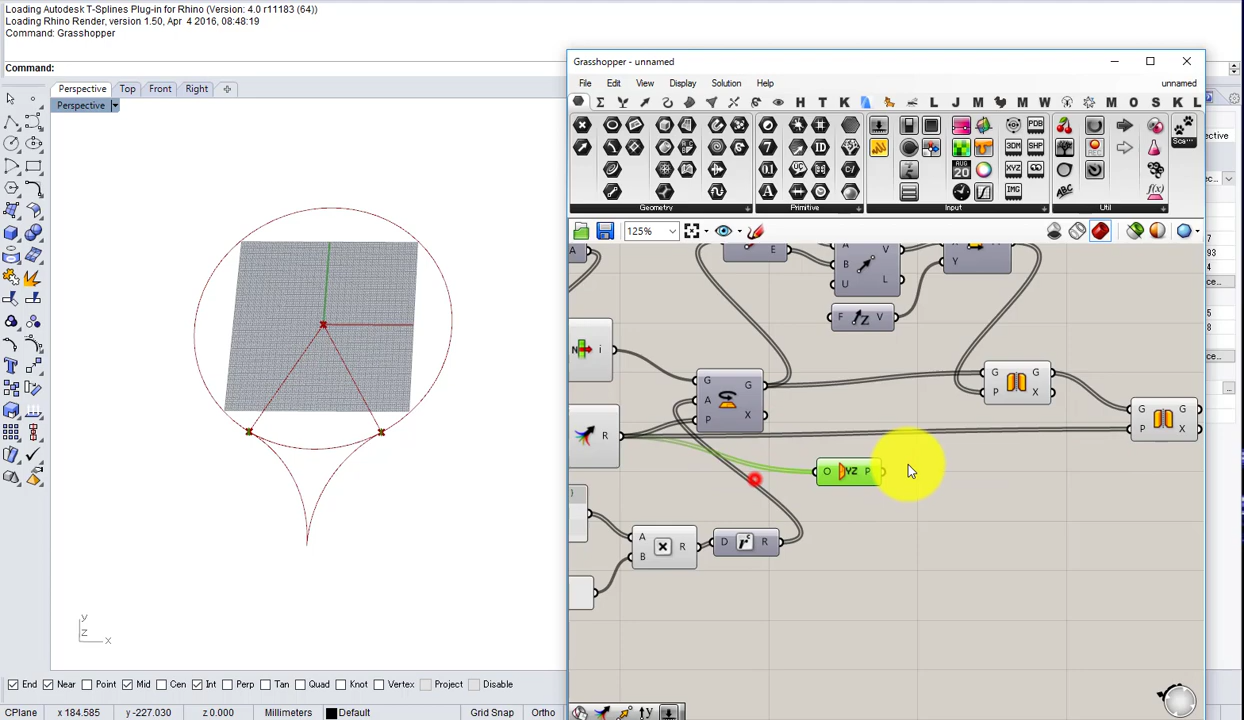 Loading Autodesk T-Splines Plug-in for Rhino (Version: 4.0 r11183 (64))
Loading Rhino Render, version 1.50, Apr 4 2016, 08:48:19
Command: Grasshopper
Command:
Perspective Top Front Right
Perspective
Grasshopper - unnamed
File Edit View Display Solution Help unnamed
H T K L J M M W M O S K L
Geometry Primitive Input Util
125%
A E A V
B
U L
Y
F Z V
N i
G G
A
P X
G G
P X
G G
P X
R
O YZ P
A R
B
D r R
y
z x
End Near Point Mid Cen Int Perp Tan Quad Knot Vertex Project Disable
CPlane x 184.585 y -227.030 z 0.000 Millimeters Default Grid Snap Ortho